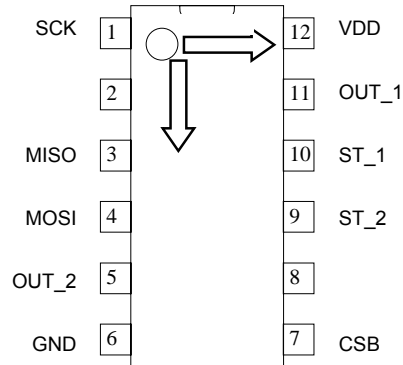 SCK 1 12 VDD
2 11 OUT_1
MISO 3 10 ST_1
MOSI 4 9 ST_2
OUT_2 5 8
GND 6 7 CSB